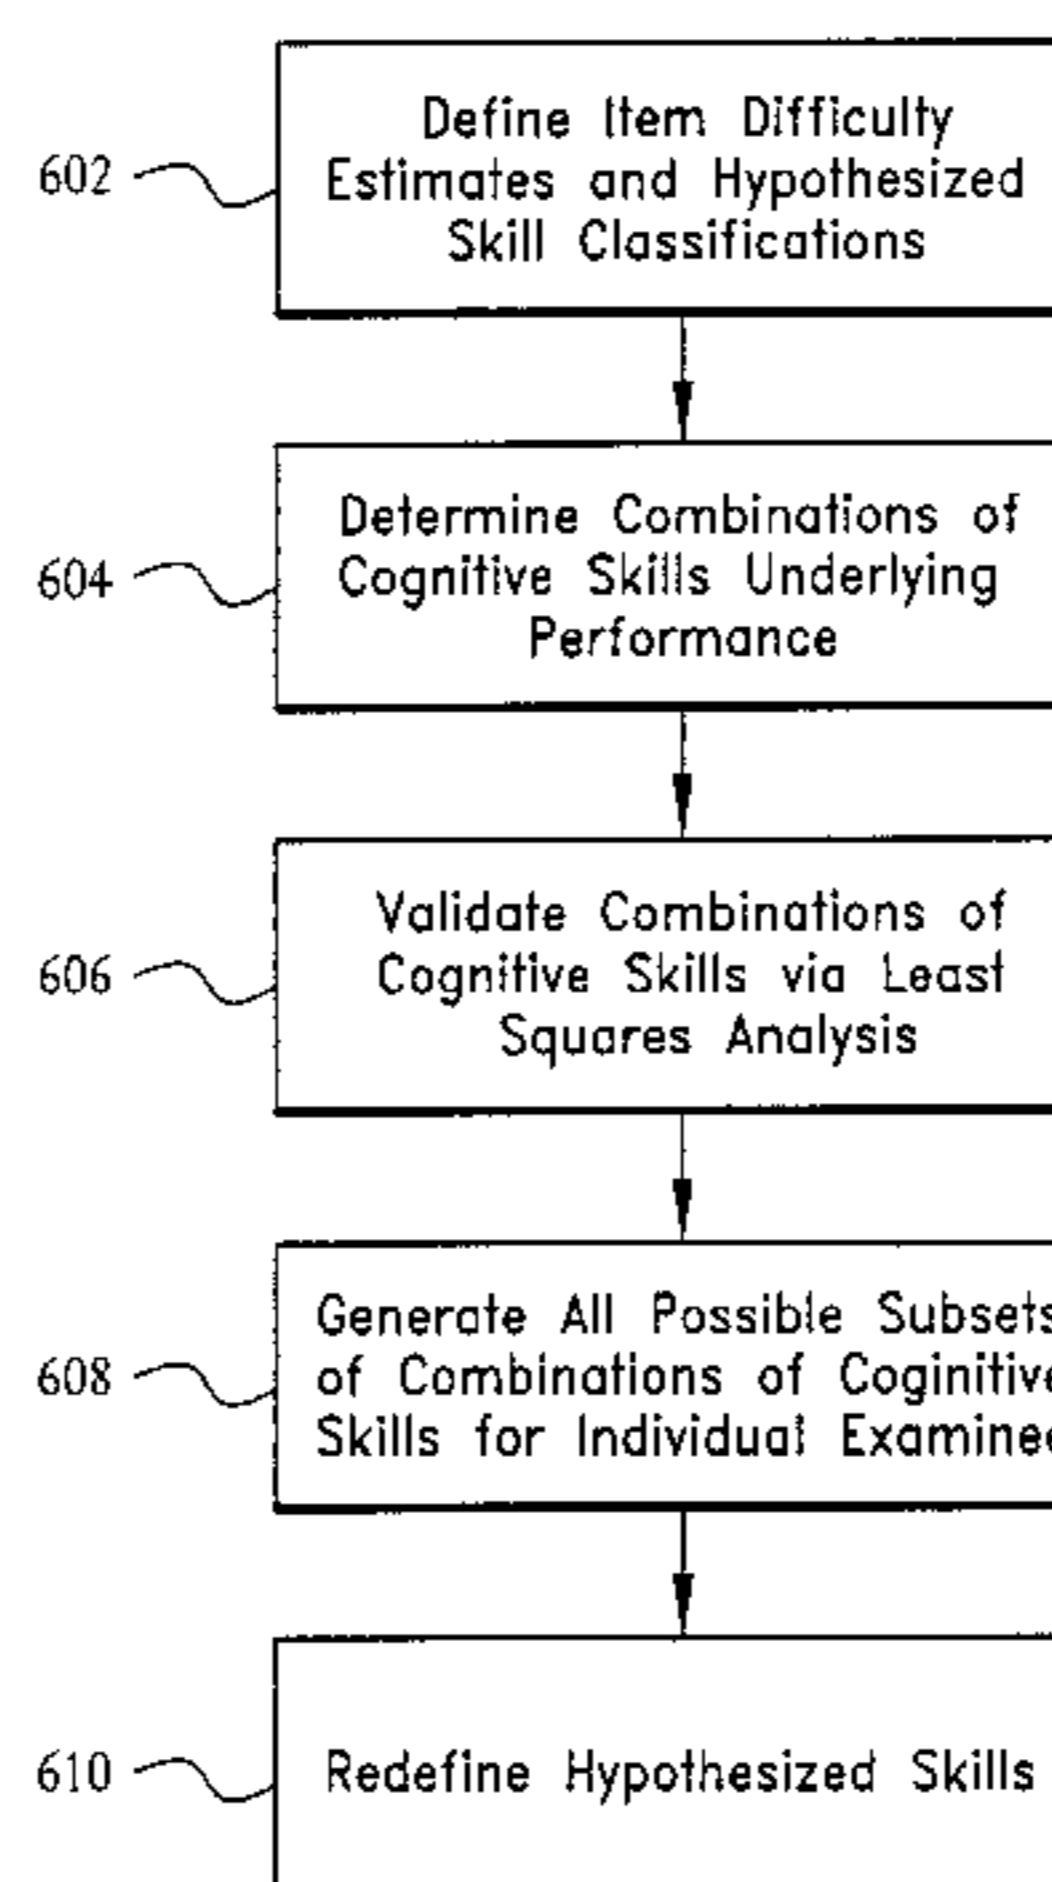 602
Define Item Difficulty
Estimates and Hypothesized
Skill Classifications
604
Determine Combinations of
Cognitive Skills Underlying
Performance
606
Validate Combinations of
Cognitive Skills via Least
Squares Analysis
608
Generate All Possible Subsets
of Combinations of Coginitive
Skills for Individual Examinee
610
Redefine Hypothesized Skills